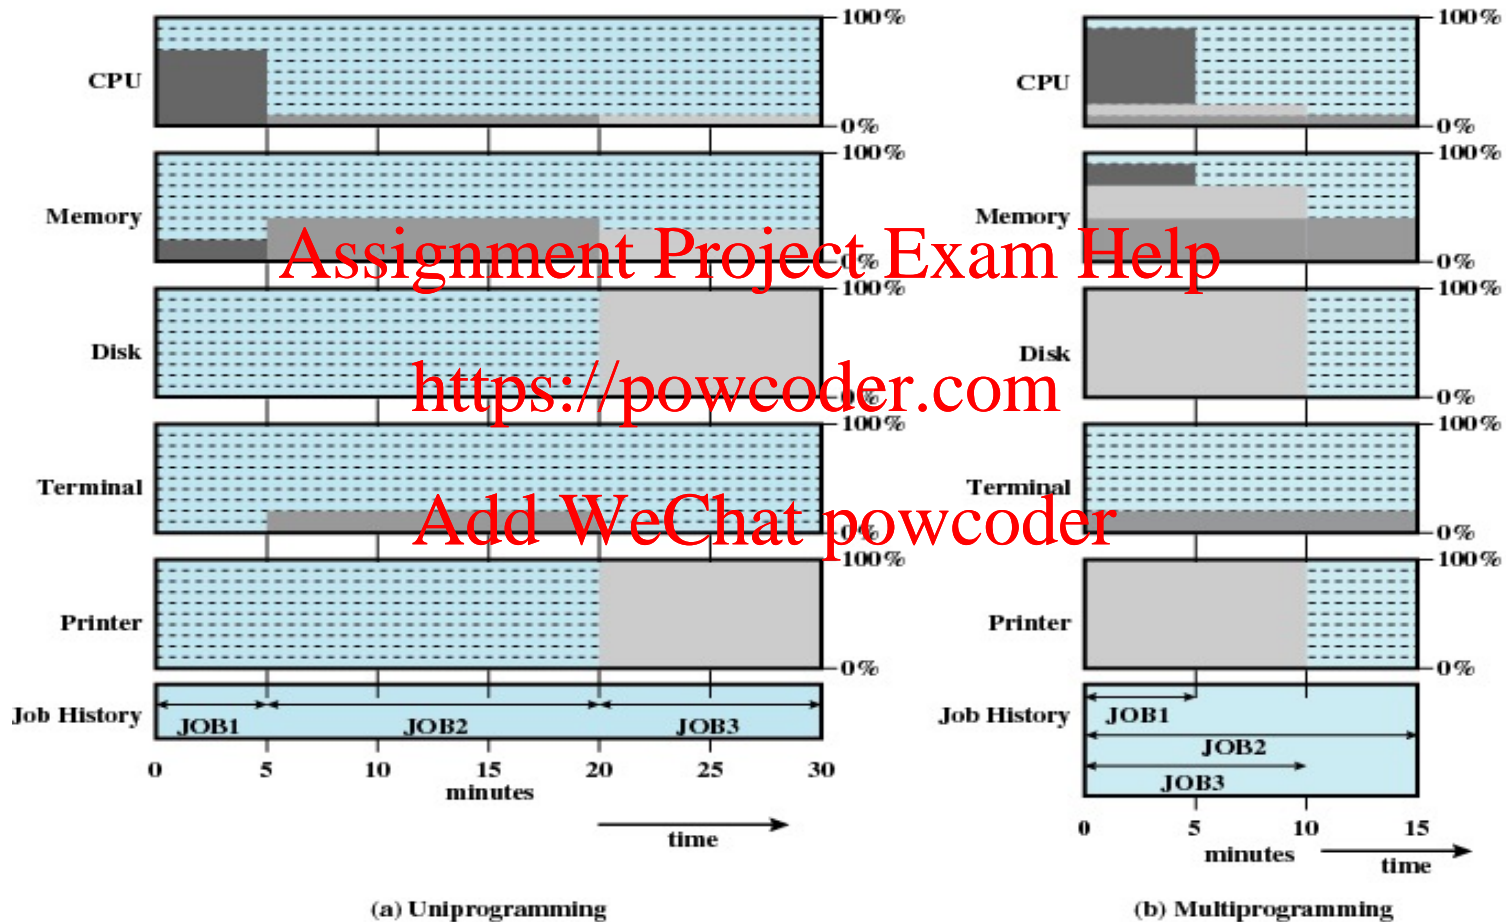 100%
CPU
0%
100%
Memory
0%
100%
Disk
0%
100%
Terminal
0%
100%
Printer
0%
Job History
JOB1
JOB2
JOB3
0 5 10 15 20 25 30
minutes
time
(a) Uniprogramming
100%
CPU
0%
100%
Memory
0%
100%
Disk
0%
100%
Terminal
0%
100%
Printer
0%
Job History
JOB1
JOB2
JOB3
0 5 10 15
minutes
time
(b) Multiprogramming
Assignment Project Exam Help
https://powcoder.com
Add WeChat powcoder